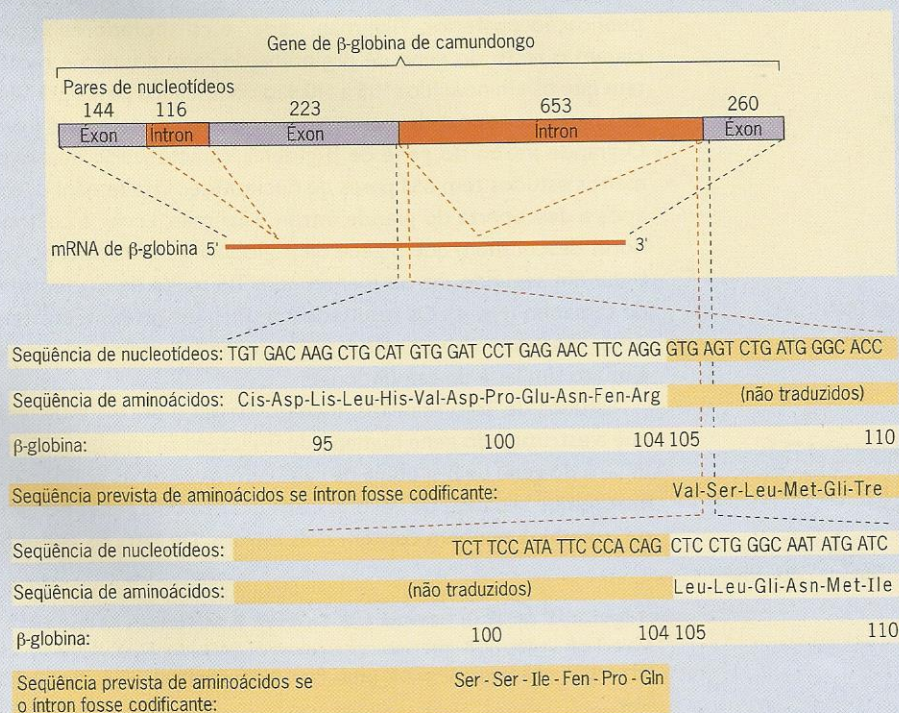 Gene de β-globina de camundongo
Pares de nucleotídeos
144 116 223 653 260
Éxon Íntron Éxon Íntron Éxon
mRNA de β-globina 5' 3'
Seqüência de nucleotídeos: TGT GAC AAG CTG CAT GTG GAT CCT GAG AAC TTC AGG GTG AGT CTG ATG GGC ACC
Seqüência de aminoácidos: Cis-Asp-Lis-Leu-His-Val-Asp-Pro-Glu-Asn-Fen-Arg (não traduzidos)
β-globina: 95 100 104 105 110
Seqüência prevista de aminoácidos se íntron fosse codificante: Val-Ser-Leu-Met-Gli-Tre
Seqüência de nucleotídeos: TCT TCC ATA TTC CCA CAG CTC CTG GGC AAT ATG ATC
Seqüência de aminoácidos: (não traduzidos) Leu-Leu-Gli-Asn-Met-Ile
β-globina: 100 104 105 110
Seqüência prevista de aminoácidos se Ser - Ser - Ile - Fen - Pro - Gln
o íntron fosse codificante: